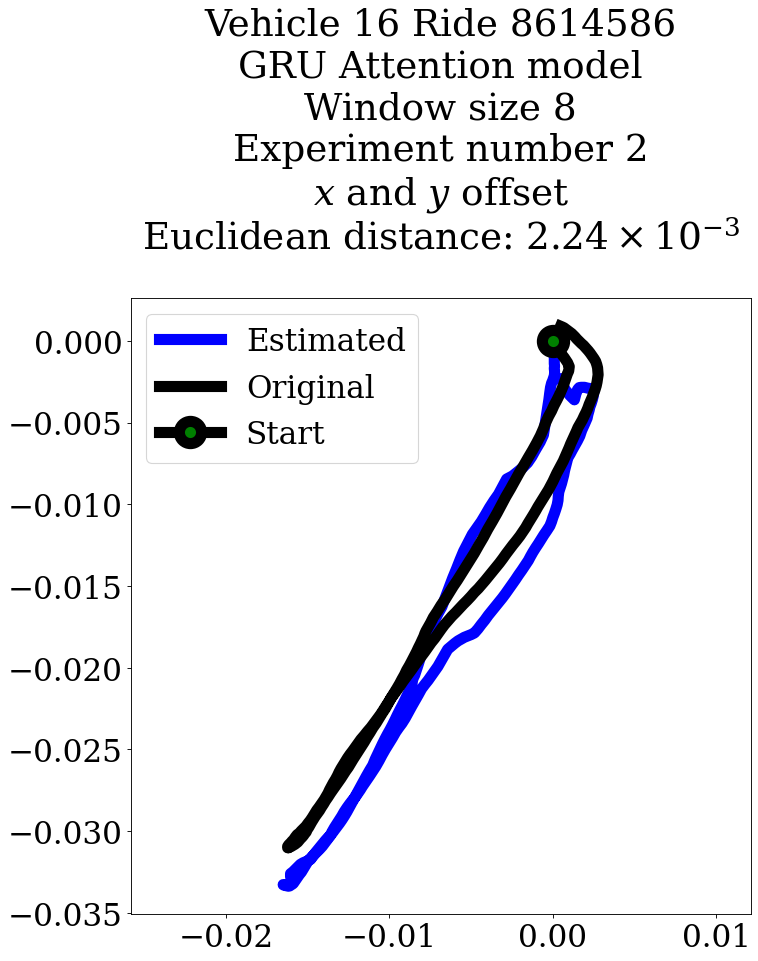 Vehicle 16 Ride 8614586
GRU Attention model
Window size 8
Experiment number 2
x and y offset
Euclidean distance: 2.24 × 10⁻³
Estimated
Original
Start
0.000
−0.005
−0.010
−0.015
−0.020
−0.025
−0.030
−0.035
−0.02 −0.01 0.00 0.01